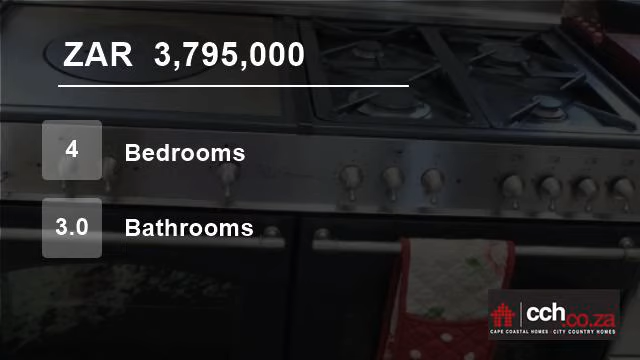 ZAR 3,795,000
4 Bedrooms
3.0 Bathrooms
cch.co.za
CAPE COASTAL HOMES · CITY COUNTRY HOMES